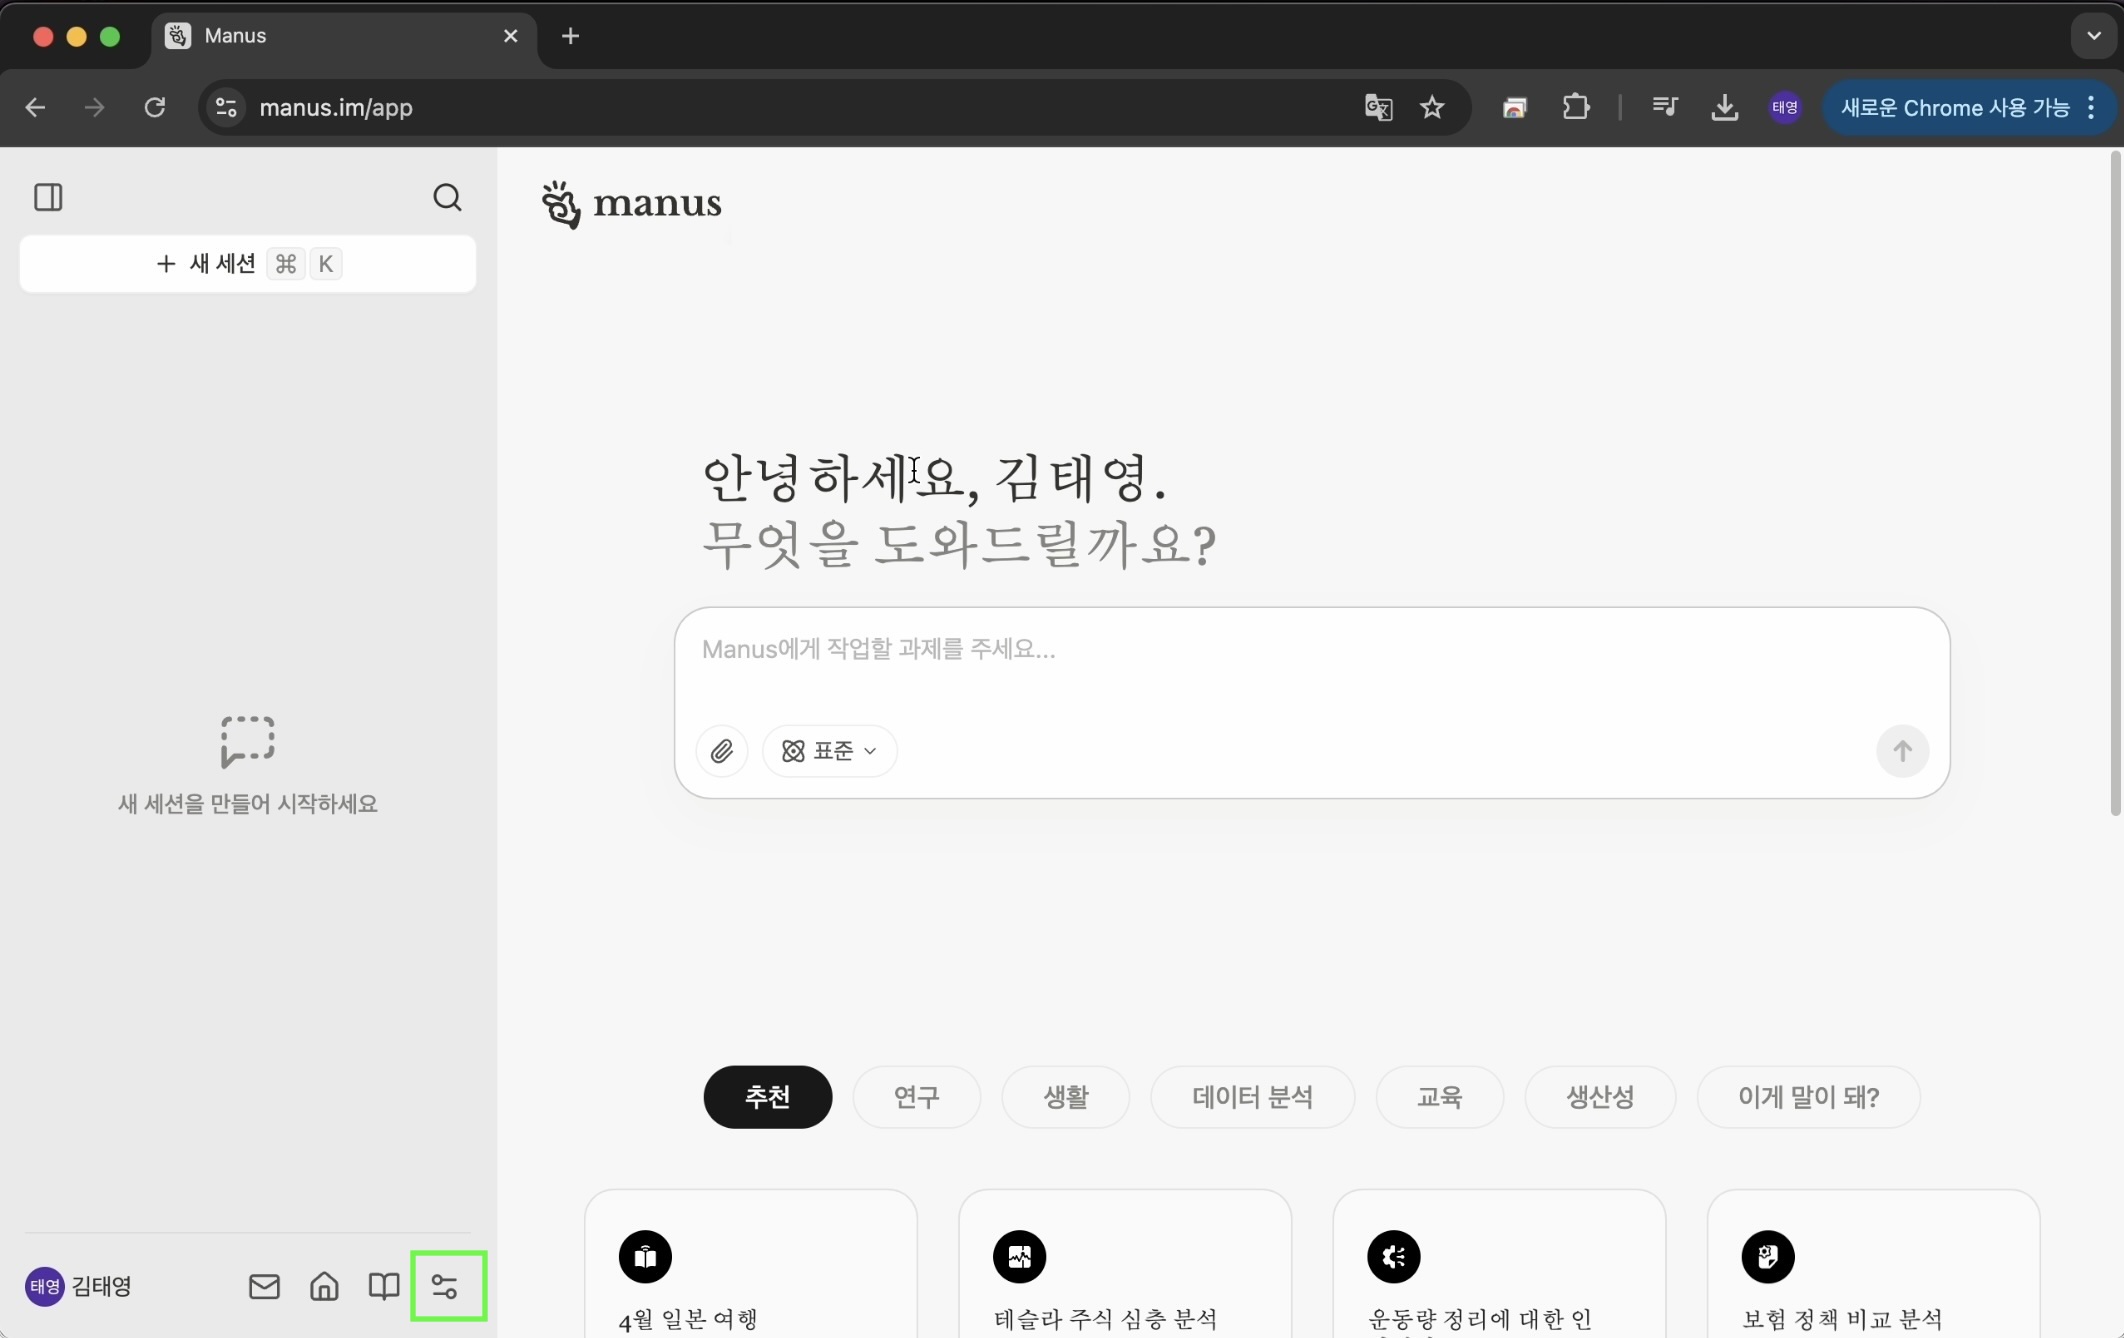 Manus
manus.im/app
태영
새로운 Chrome 사용 가능
manus
+ 새 세션 ⌘ K
안녕하세요, 김태영.
무엇을 도와드릴까요?
Manus에게 작업할 과제를 주세요...
표준
새 세션을 만들어 시작하세요
추천
연구
생활
데이터 분석
교육
생산성
이게 말이 돼?
4월 일본 여행
테슬라 주식 심층 분석
운동량 정리에 대한 인
보험 정책 비교 분석
태영 김태영